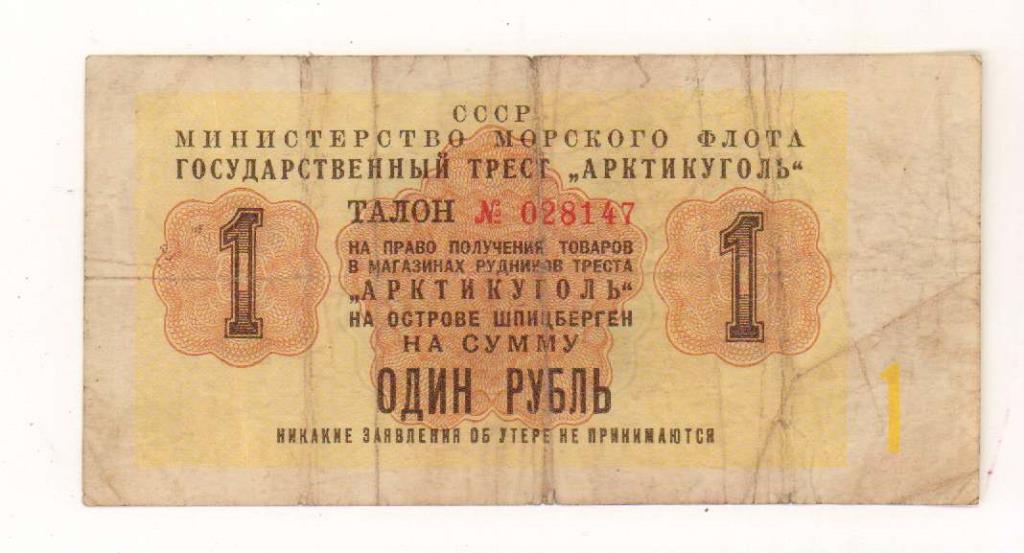 СССР
МИНИСТЕРСТВО МОРСКОГО ФЛОТА
ГОСУДАРСТВЕННЫЙ ТРЕСТ „АРКТИКУГОЛЬ“
ТАЛОН № 028147
НА ПРАВО ПОЛУЧЕНИЯ ТОВАРОВ
В МАГАЗИНАХ РУДНИКОВ ТРЕСТА
„АРКТИКУГОЛЬ“
НА ОСТРОВЕ ШПИЦБЕРГЕН
НА СУММУ
1 1
ОДИН РУБЛЬ
1
НИКАКИЕ ЗАЯВЛЕНИЯ ОБ УТЕРЕ НЕ ПРИНИМАЮТСЯ